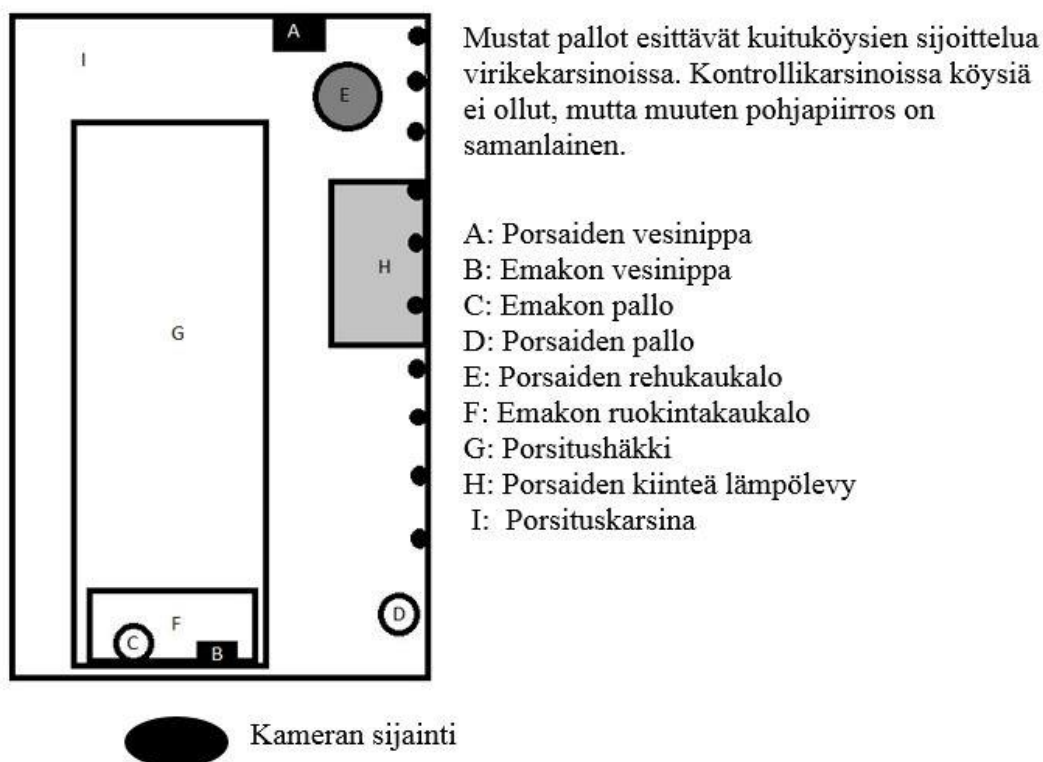 A
I
E
H
G
F
C
B
D
Mustat pallot esittävät kuituköysien sijoittelua
virikekarsinoissa. Kontrollikarsinoissa köysiä
ei ollut, mutta muuten pohjapiirros on
samanlainen.
A: Porsaiden vesinippa
B: Emakon vesinippa
C: Emakon pallo
D: Porsaiden pallo
E: Porsaiden rehukaukalo
F: Emakon ruokintakaukalo
G: Porsitushäkki
H: Porsaiden kiinteä lämpölevy
I: Porsituskarsina
Kameran sijainti